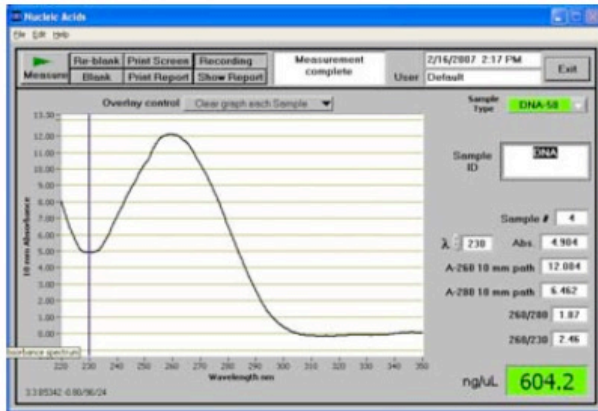 Nucleic Acids
File Edit Help
Measure
Re-blank
Print Screen
Recording
Blank
Print Report
Show Report
Measurement complete
2/16/2007 2:17 PM
User
Default
Exit
Overlay control
Clear graph each Sample
Sample Type
DNA-50
Sample ID
DNA
Sample #
4
λ
230
Abs.
4.904
A-260 10 mm path
12.084
A-280 10 mm path
6.462
260/280
1.87
260/230
2.46
ng/uL
604.2
10 mm Absorbance
13.50
12.00
11.00
10.00
9.00
8.00
7.00
6.00
5.00
4.00
3.00
2.00
1.00
0.00
220
230
240
250
260
270
280
290
300
310
320
330
340
350
Wavelength nm